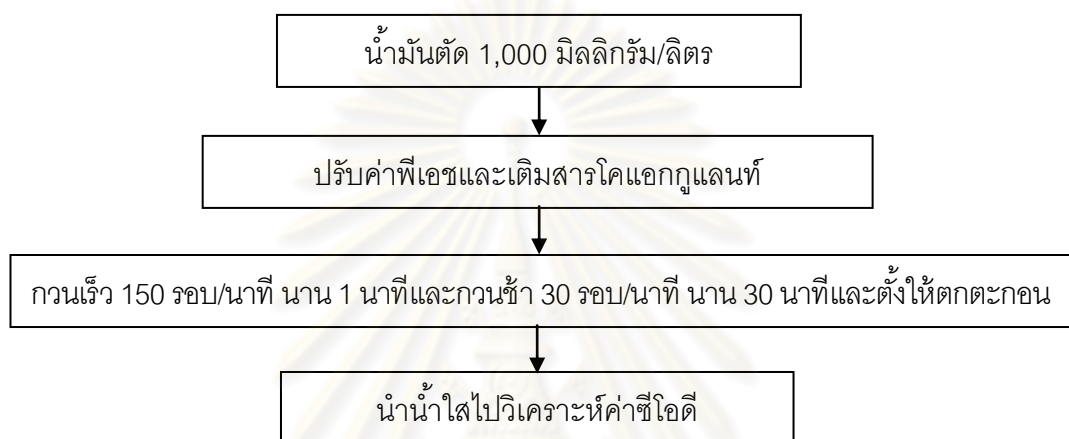 น้ำมันตัด 1,000 มิลลิกรัม/ลิตร
ปรับค่าพีเอชและเติมสารโคแอกกูแลนท์
กวนเร็ว 150 รอบ/นาที นาน 1 นาทีและกวนช้า 30 รอบ/นาที นาน 30 นาทีและตั้งให้ตกตะกอน
นำน้ำใสไปวิเคราะห์ค่าซีโอดี